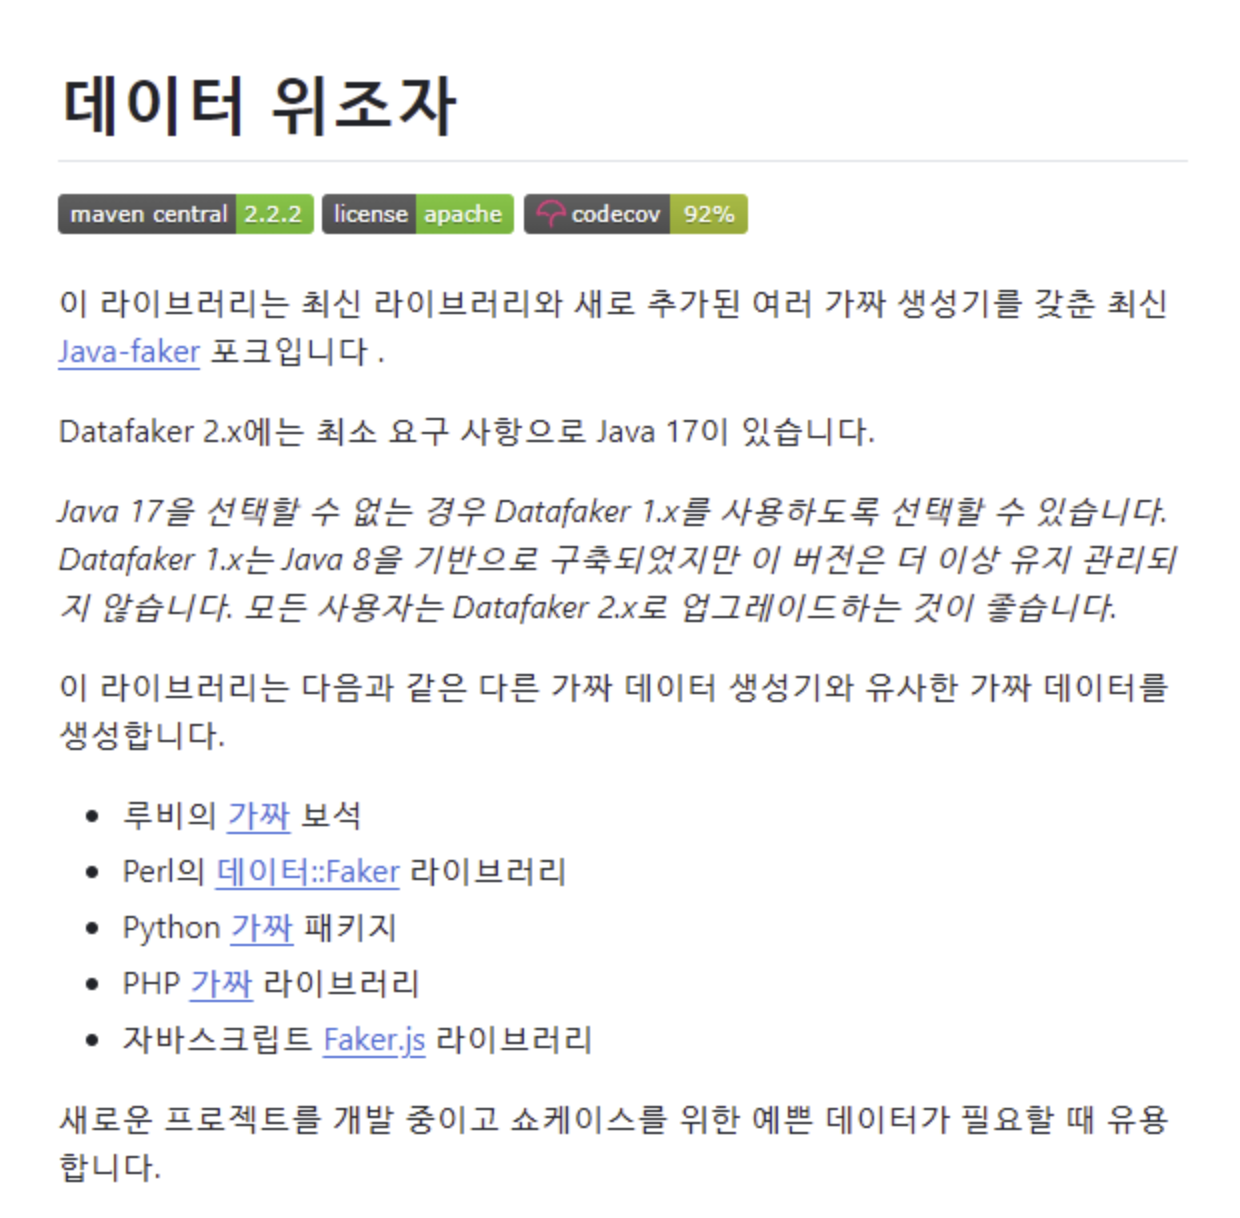 데이터 위조자
maven central 2.2.2 license apache codecov 92%
이 라이브러리는 최신 라이브러리와 새로 추가된 여러 가짜 생성기를 갖춘 최신
Java-faker 포크입니다 .
Datafaker 2.x에는 최소 요구 사항으로 Java 17이 있습니다.
Java 17을 선택할 수 없는 경우 Datafaker 1.x를 사용하도록 선택할 수 있습니다.
Datafaker 1.x는 Java 8을 기반으로 구축되었지만 이 버전은 더 이상 유지 관리되
지 않습니다. 모든 사용자는 Datafaker 2.x로 업그레이드하는 것이 좋습니다.
이 라이브러리는 다음과 같은 다른 가짜 데이터 생성기와 유사한 가짜 데이터를
생성합니다.
• 루비의 가짜 보석
• Perl의 데이터::Faker 라이브러리
• Python 가짜 패키지
• PHP 가짜 라이브러리
• 자바스크립트 Faker.js 라이브러리
새로운 프로젝트를 개발 중이고 쇼케이스를 위한 예쁜 데이터가 필요할 때 유용
합니다.